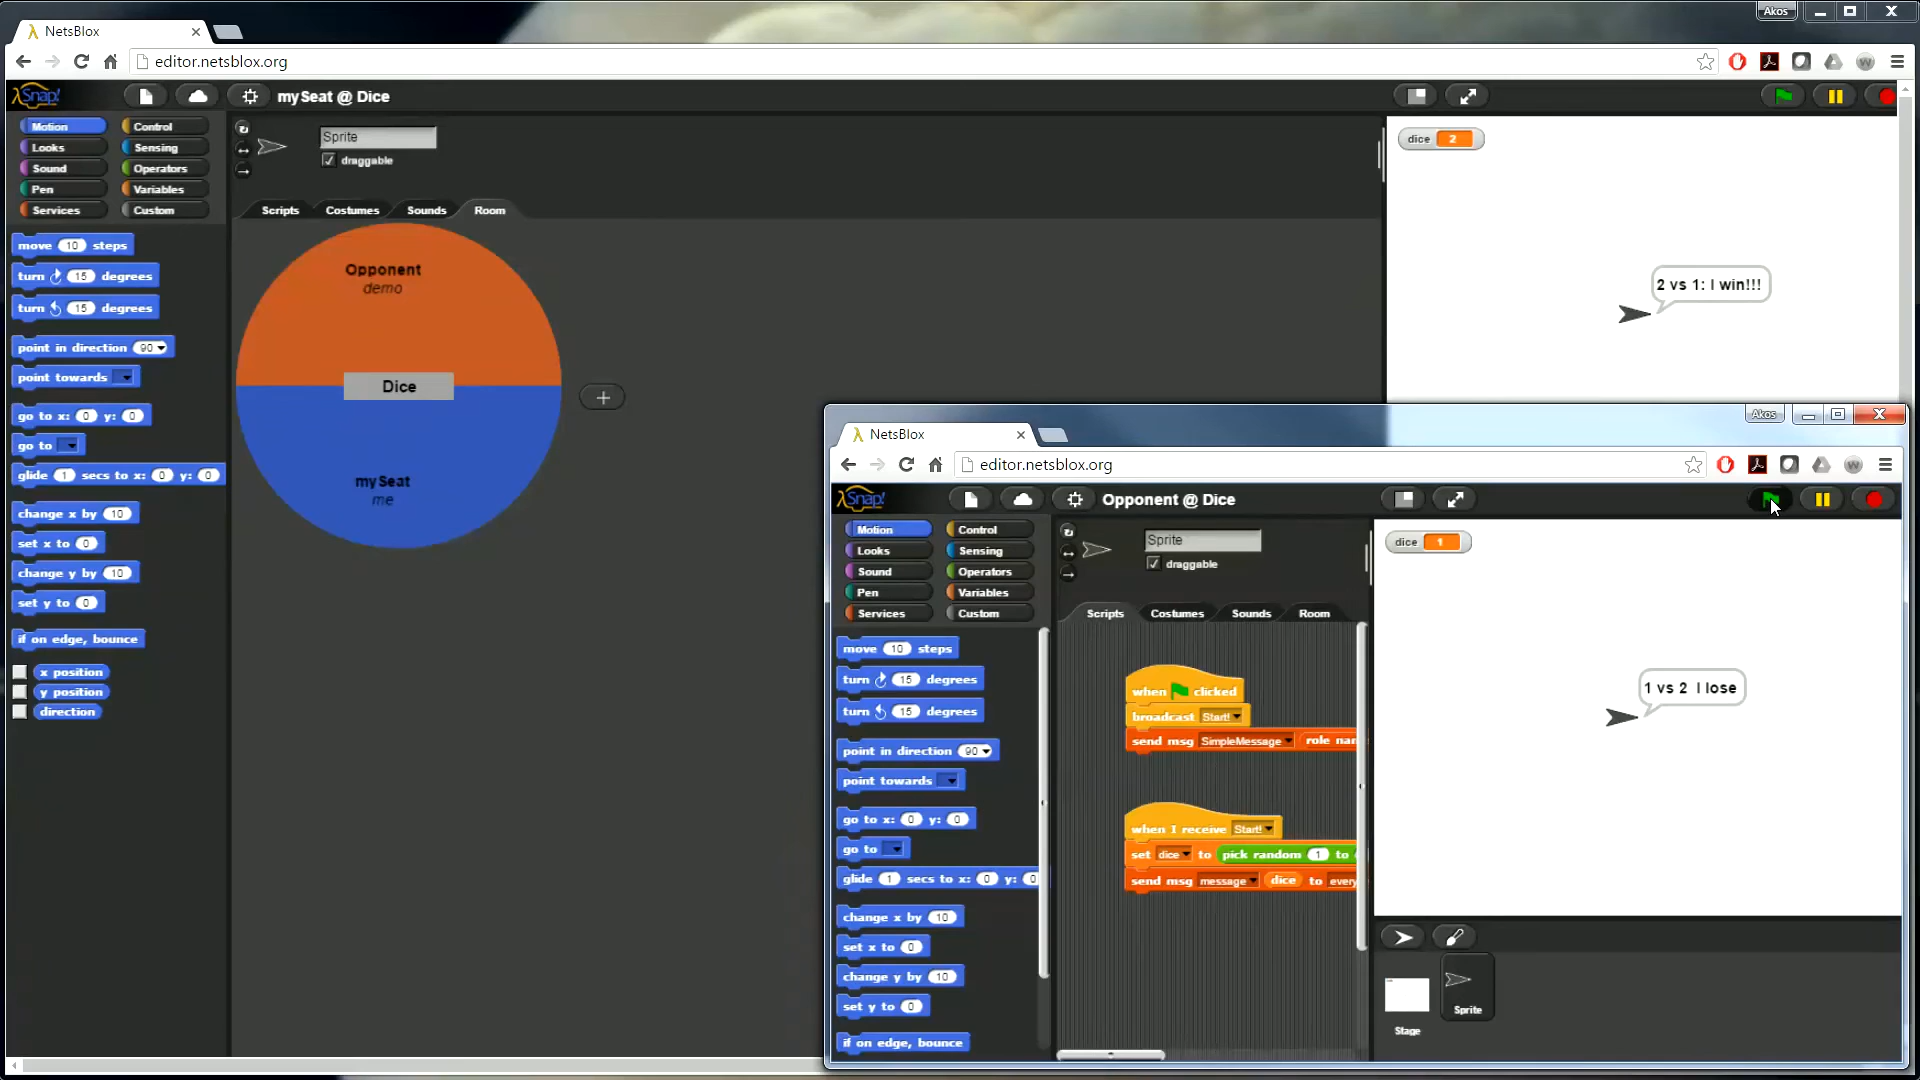 Akos
NetsBlox
editor.netsblox.org
Snap!
mySeat @ Dice
Motion Control
Looks Sensing
Sound Operators
Pen Variables
Services Custom
Sprite
draggable
Scripts Costumes Sounds Room
move 10 steps
turn 15 degrees
turn 15 degrees
point in direction 90
point towards
go to x: 0 y: 0
go to
glide 1 secs to x: 0 y: 0
change x by 10
set x to 0
change y by 10
set y to 0
if on edge, bounce
x position
y position
direction
Opponent
demo
Dice
mySeat
me
+
dice 2
2 vs 1: I win!!!
Akos
NetsBlox
editor.netsblox.org
Snap!
Opponent @ Dice
Motion Control
Looks Sensing
Sound Operators
Pen Variables
Services Custom
Sprite
draggable
Scripts Costumes Sounds Room
move 10 steps
turn 15 degrees
turn 15 degrees
point in direction 90
point towards
go to x: 0 y: 0
go to
glide 1 secs to x: 0 y: 0
change x by 10
set x to 0
change y by 10
set y to 0
if on edge, bounce
when clicked
broadcast Start!
send msg SimpleMessage role nam
when I receive Start!
set dice to pick random 1 to
send msg message dice to every
dice 1
1 vs 2 I lose
Stage
Sprite